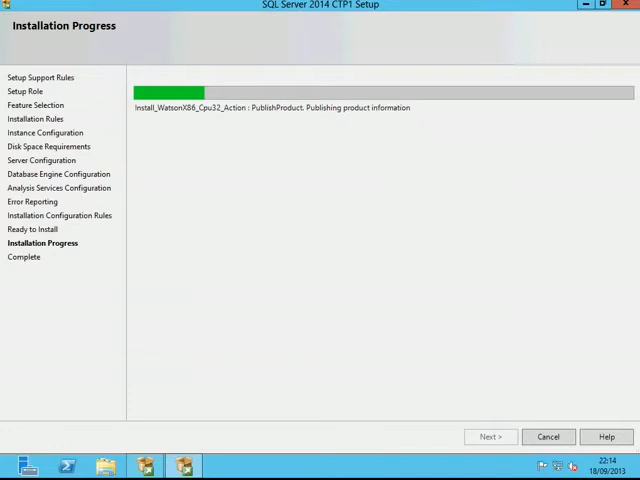 SQL Server 2014 CTP1 Setup
Installation Progress
Setup Support Rules
Setup Role
Feature Selection
Installation Rules
Instance Configuration
Disk Space Requirements
Server Configuration
Database Engine Configuration
Analysis Services Configuration
Error Reporting
Installation Configuration Rules
Ready to Install
Installation Progress
Complete
Install_WatsonX86_Cpu32_Action : PublishProduct. Publishing product information
Next >
Cancel
Help
22:14
18/09/2013